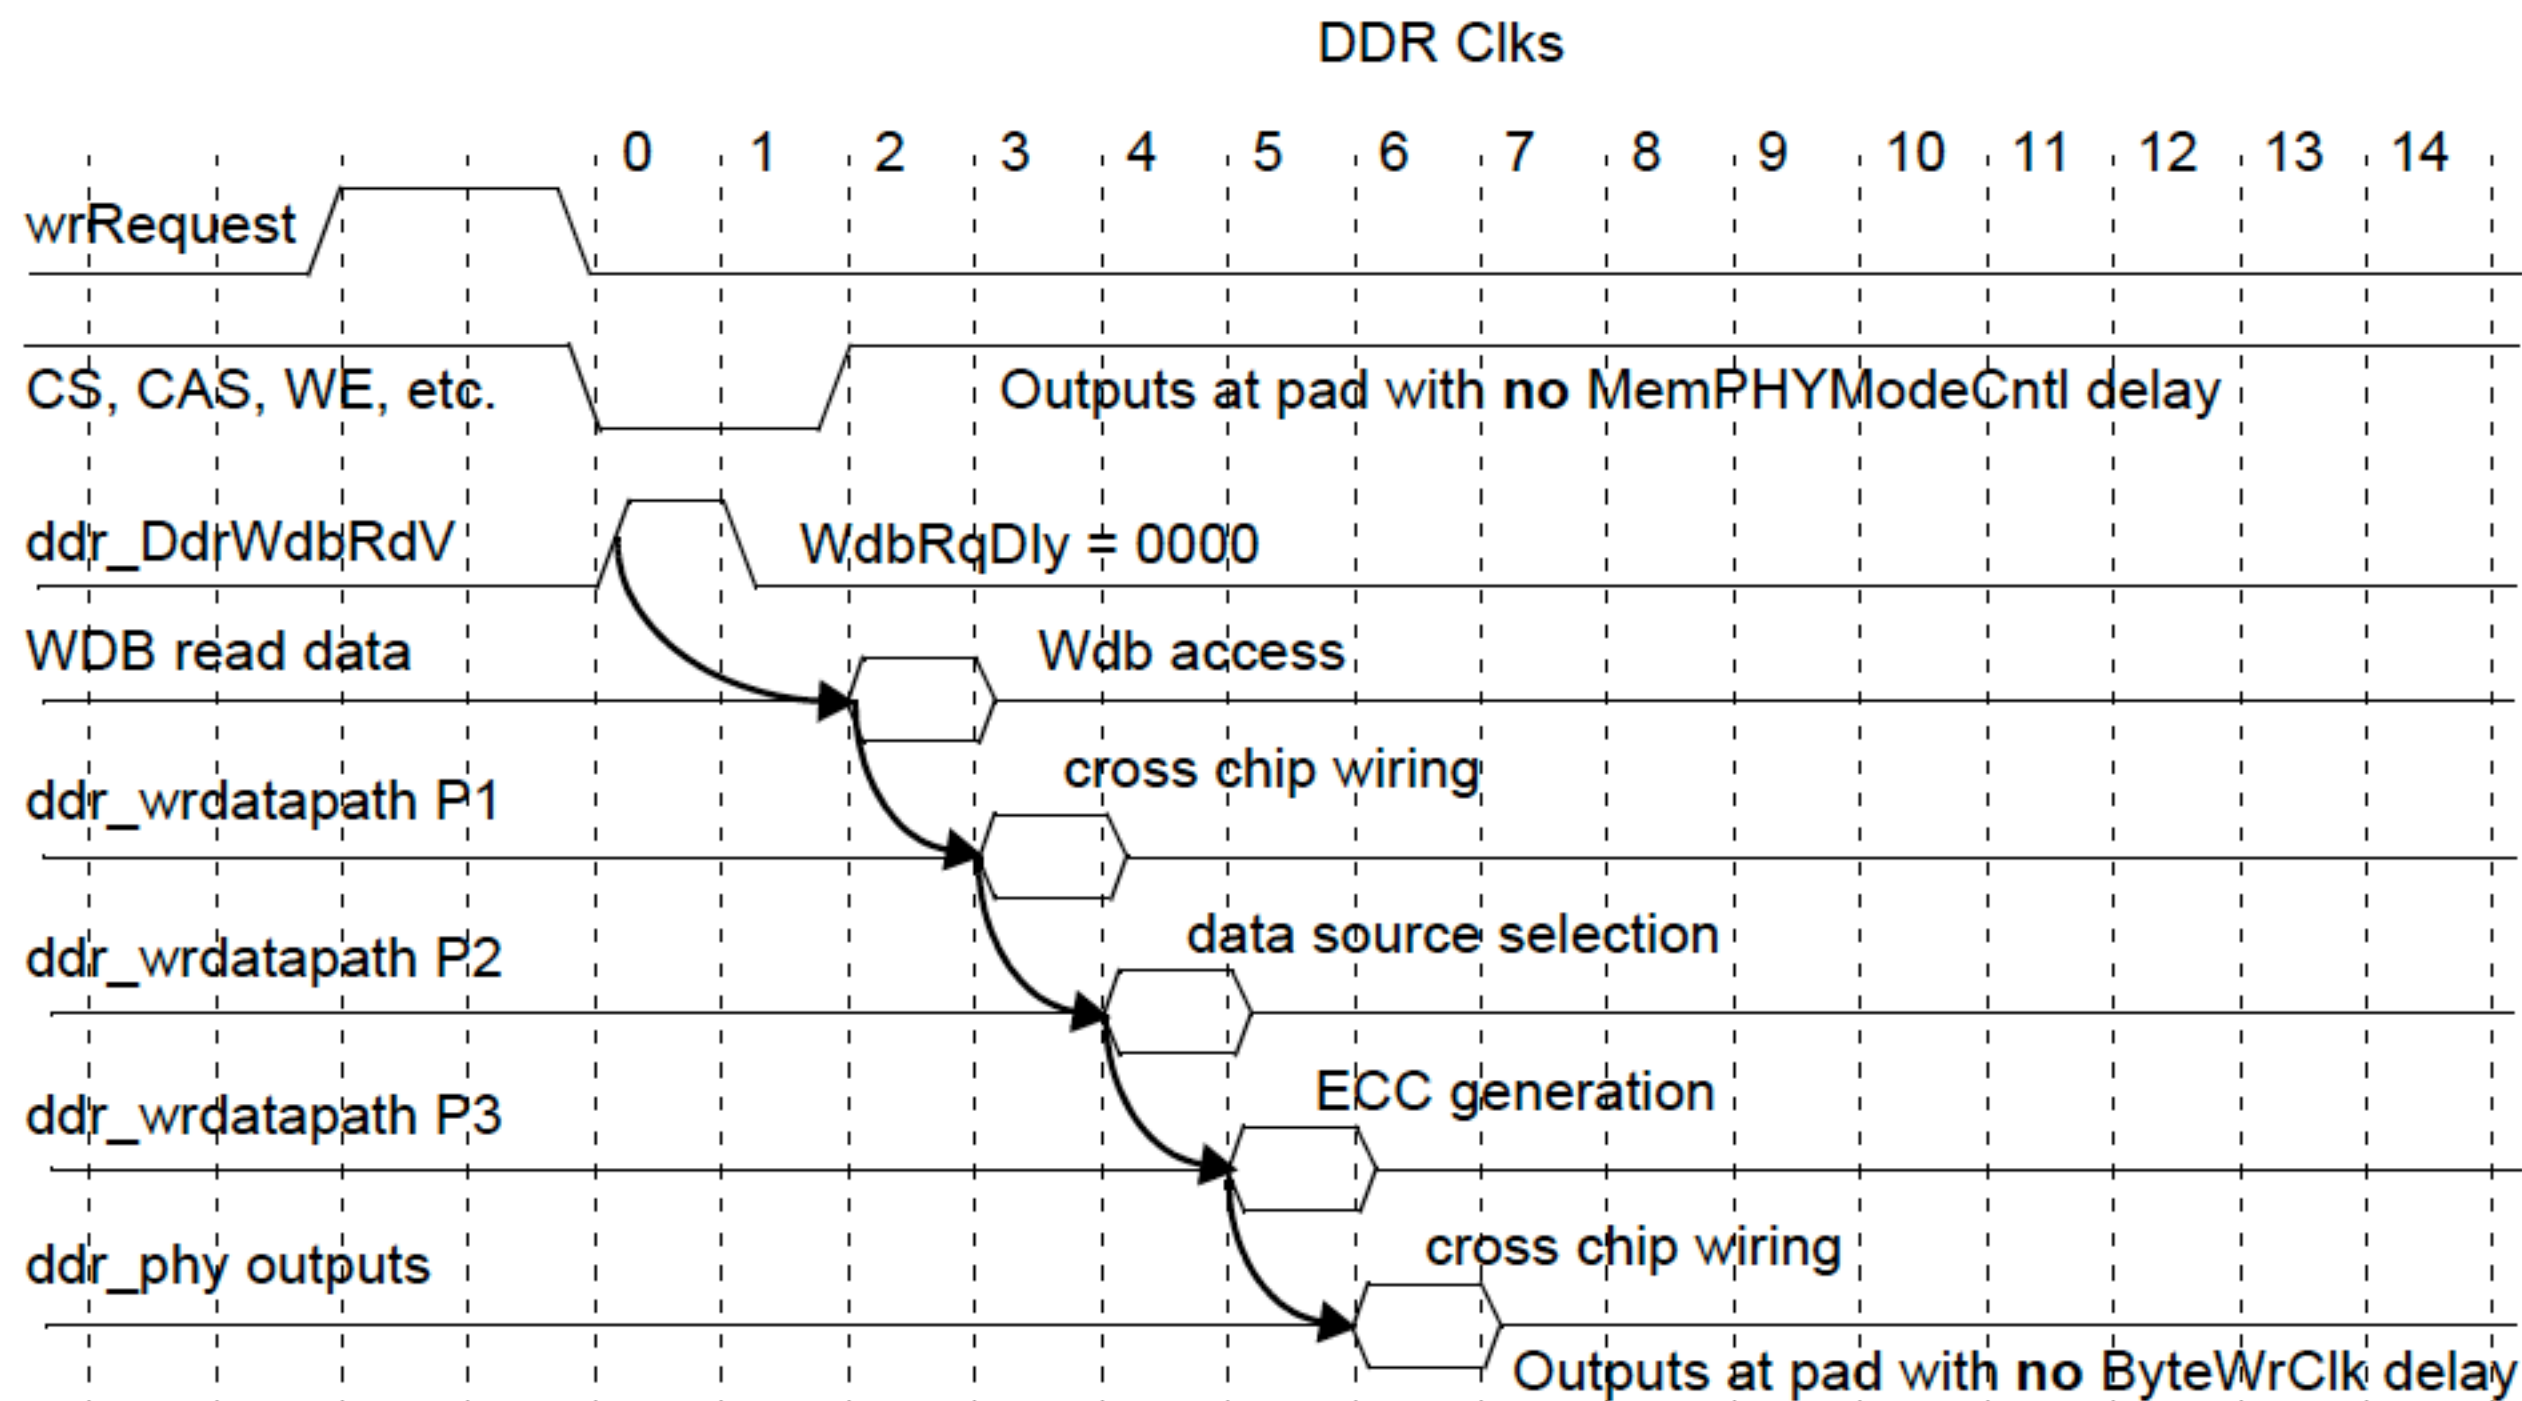 DDR Clks
0 1 2 3 4 5 6 7 8 9 10 11 12 13 14
wrRequest
CS, CAS, WE, etc.
Outputs at pad with no MemPHYModeCntl delay
ddr_DdrWdbRdV
WdbRqDly = 0000
WDB read data
Wdb access
cross chip wiring
ddr_wrdatapath P1
data source selection
ddr_wrdatapath P2
ECC generation
ddr_wrdatapath P3
cross chip wiring
ddr_phy outputs
Outputs at pad with no ByteWrClk delay